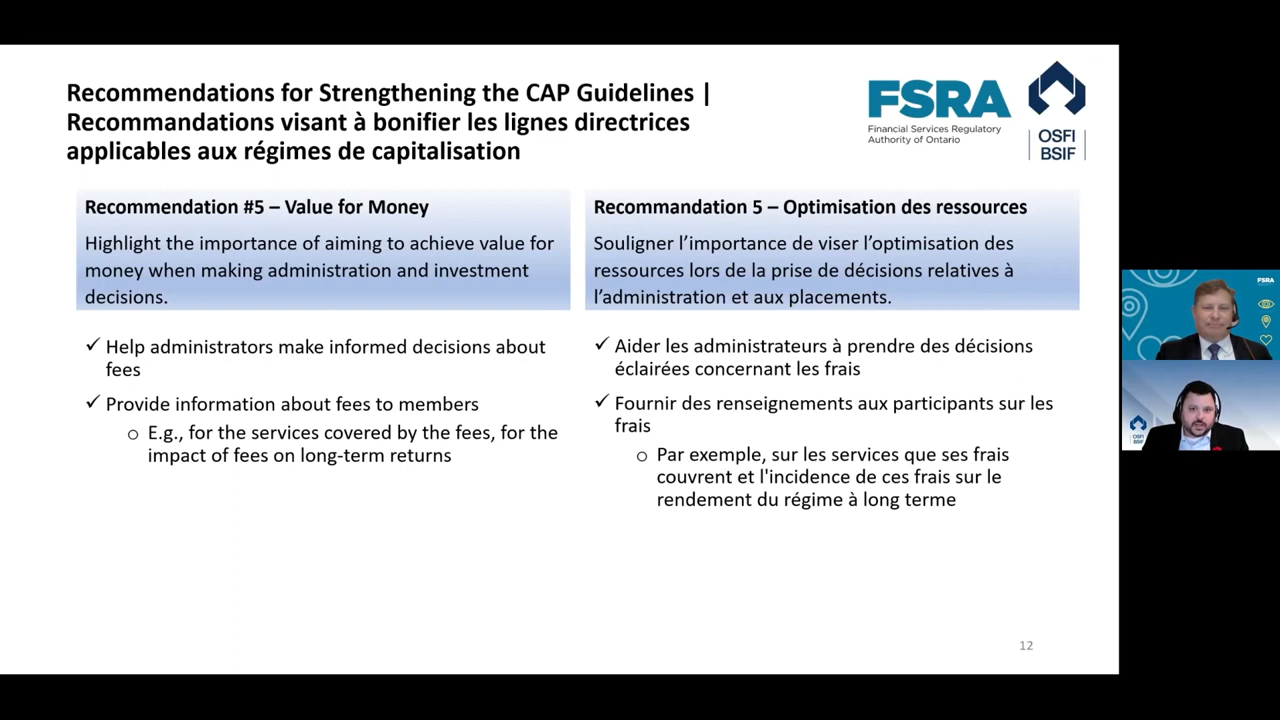 Recommendations for Strengthening the CAP Guidelines |
Recommandations visant à bonifier les lignes directrices
applicables aux régimes de capitalisation
FSRA
Financial Services Regulatory
Authority of Ontario
OSFI
BSIF
Recommendation #5 – Value for Money
Highlight the importance of aiming to achieve value for
money when making administration and investment
decisions.
✓ Help administrators make informed decisions about
fees
✓ Provide information about fees to members
o E.g., for the services covered by the fees, for the
impact of fees on long-term returns
Recommandation 5 – Optimisation des ressources
Souligner l’importance de viser l’optimisation des
ressources lors de la prise de décisions relatives à
l’administration et aux placements.
✓ Aider les administrateurs à prendre des décisions
éclairées concernant les frais
✓ Fournir des renseignements aux participants sur les
frais
o Par exemple, sur les services que ses frais
couvrent et l'incidence de ces frais sur le
rendement du régime à long terme
12
FSRA
OSFI
BSIF